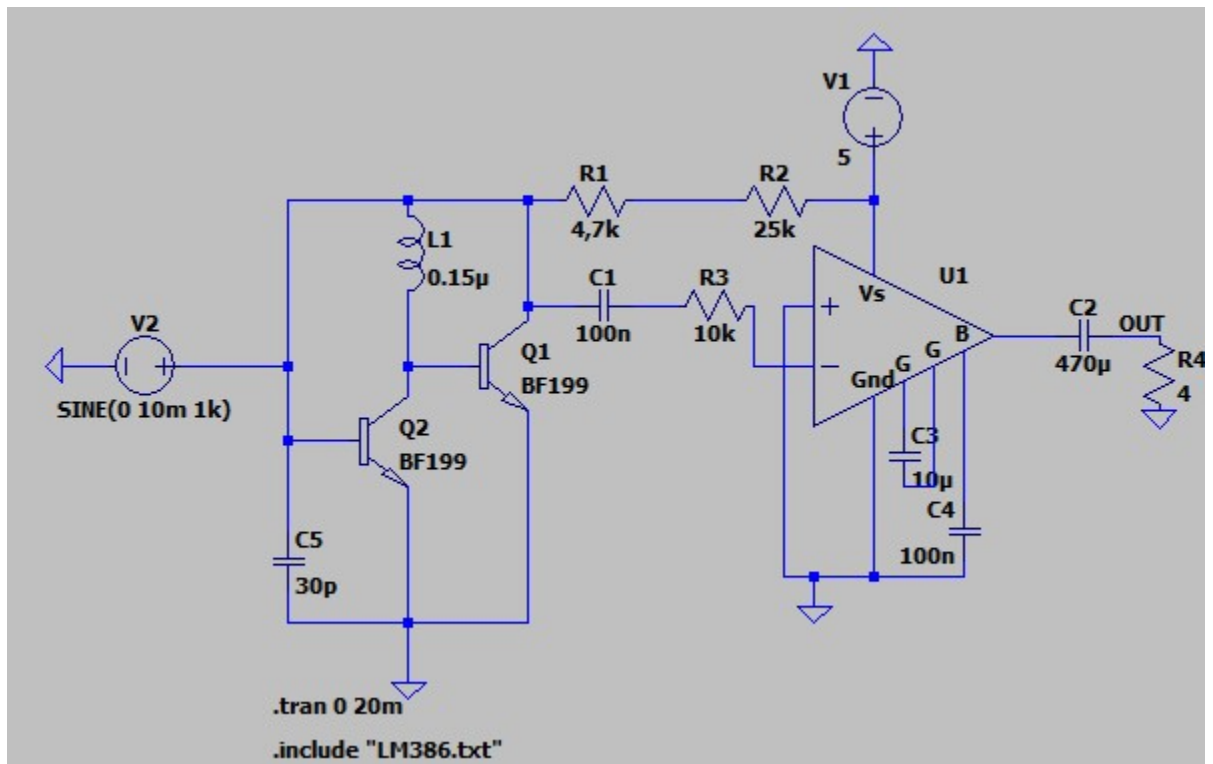 V1
5
R1
4,7k
R2
25k
L1
0.15µ
C1
100n
R3
10k
U1
Vs
+
−
Gnd
G
G
B
C2
470µ
OUT
R4
4
V2
SINE(0 10m 1k)
Q1
BF199
Q2
BF199
C3
10µ
C4
100n
C5
30p
.tran 0 20m
.include "LM386.txt"